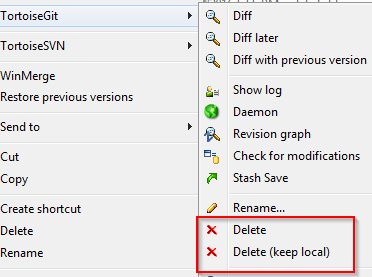 TortoiseGit
TortoiseSVN
WinMerge
Restore previous versions
Send to
Cut
Copy
Create shortcut
Delete
Rename
Diff
Diff later
Diff with previous version
Show log
Daemon
Revision graph
Check for modifications
Stash Save
Rename...
Delete
Delete (keep local)